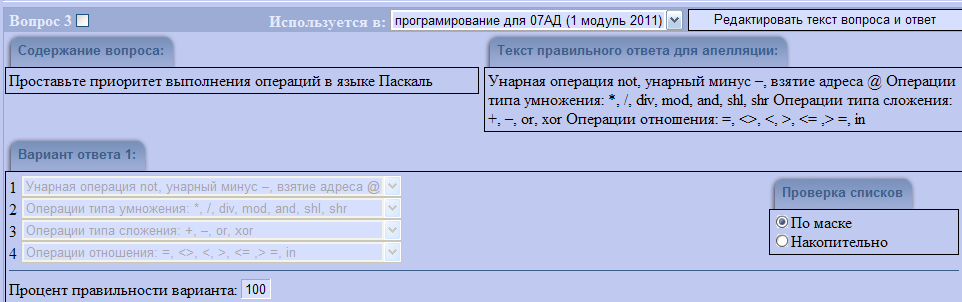 Вопрос 3
Используется в: програмирование для 07АД (1 модуль 2011) Редактировать текст вопроса и ответ
Содержание вопроса:
Проставьте приоритет выполнения операций в языке Паскаль
Текст правильного ответа для апелляции:
Унарная операция not, унарный минус –, взятие адреса @ Операции
типа умножения: *, /, div, mod, and, shl, shr Операции типа сложения:
+, –, or, xor Операции отношения: =, <>, <, >, <= ,> =, in
Вариант ответа 1:
1 Унарная операция not, унарный минус –, взятие адреса @
2 Операции типа умножения: *, /, div, mod, and, shl, shr
3 Операции типа сложения: +, –, or, xor
4 Операции отношения: =, <>, <, >, <= ,> =, in
Проверка списков
По маске
Накопительно
Процент правильности варианта: 100